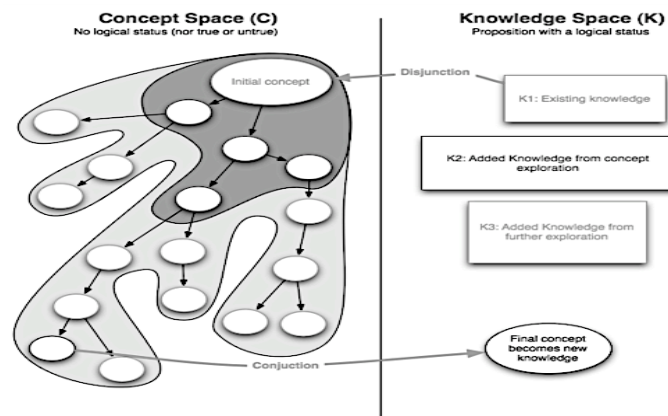 Concept Space (C)
No logical status (nor true or untrue)
Knowledge Space (K)
Proposition with a logical status
Initial concept
Disjunction
K1: Existing knowledge
K2: Added Knowledge from concept
exploration
K3: Added Knowledge from
further exploration
Final concept
becomes new
knowledge
Conjuction